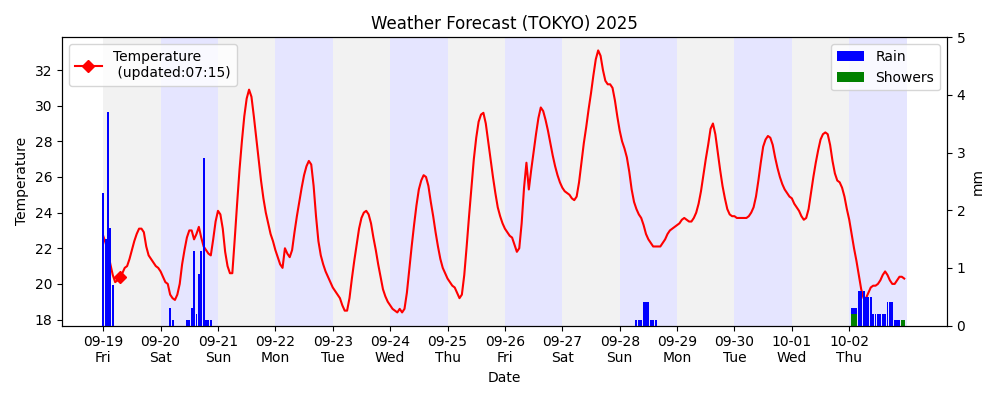 Weather Forecast (TOKYO) 2025
Temperature
(updated:07:15)
Rain
Showers
Temperature
32
30
28
26
24
22
20
18
5
4
3
2
1
0
mm
09-19 09-20 09-21 09-22 09-23 09-24 09-25 09-26 09-27 09-28 09-29 09-30 10-01 10-02
Fri Sat Sun Mon Tue Wed Thu Fri Sat Sun Mon Tue Wed Thu
Date